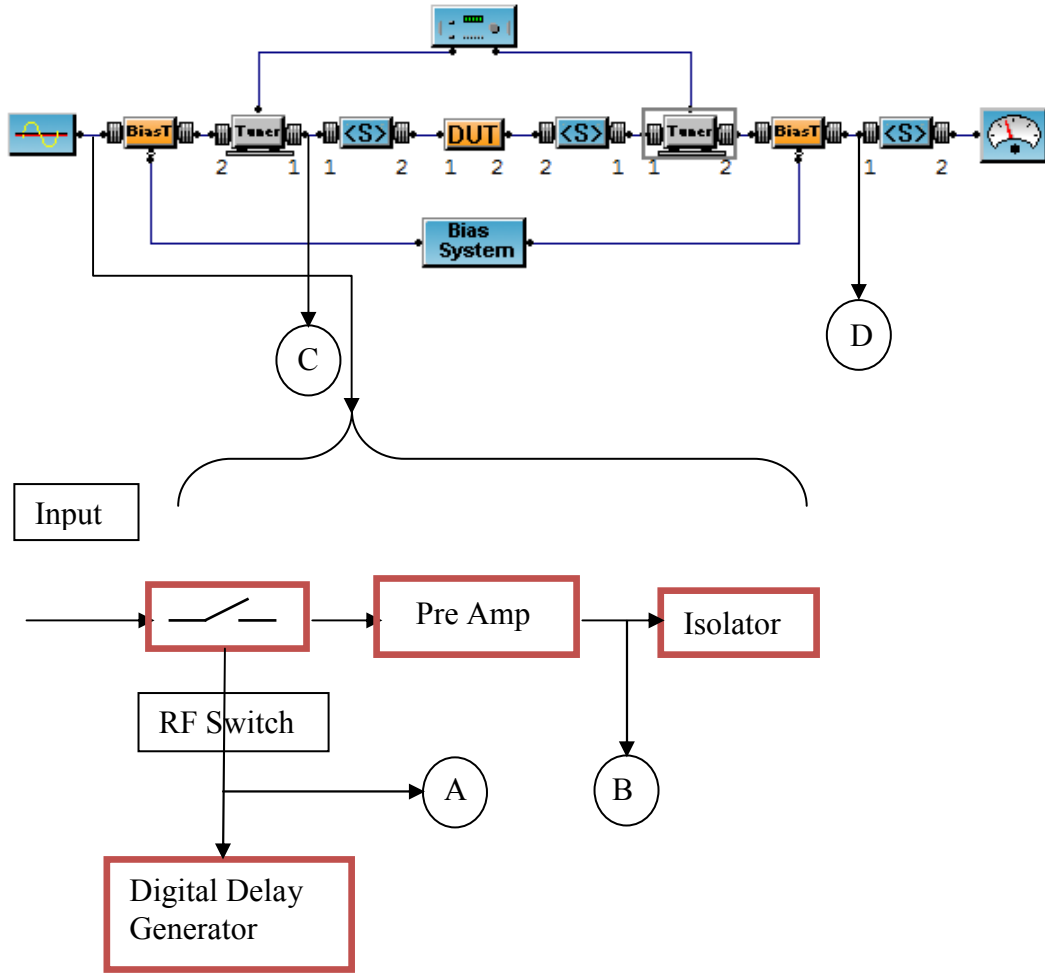 BiasT Tuner <S> DUT <S> Tuner BiasT <S>
2 1 1 2 1 2 2 1 1 2 1 2
Bias
System
C
D
Input
Pre Amp
Isolator
RF Switch
A
B
Digital Delay
Generator